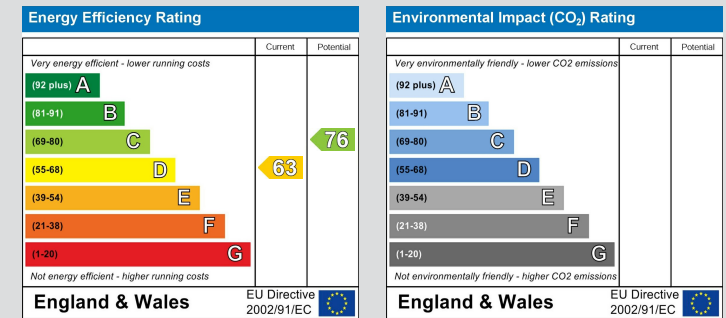 Energy Efficiency Rating
Current Potential
Very energy efficient - lower running costs
(92 plus) A
(81-91) B
(69-80) C
76
(55-68) D
63
(39-54) E
(21-38) F
(1-20) G
Not energy efficient - higher running costs
England & Wales
EU Directive
2002/91/EC
Environmental Impact (CO₂) Rating
Current Potential
Very environmentally friendly - lower CO2 emissions
(92 plus) A
(81-91) B
(69-80) C
(55-68) D
(39-54) E
(21-38) F
(1-20) G
Not environmentally friendly - higher CO2 emissions
England & Wales
EU Directive
2002/91/EC